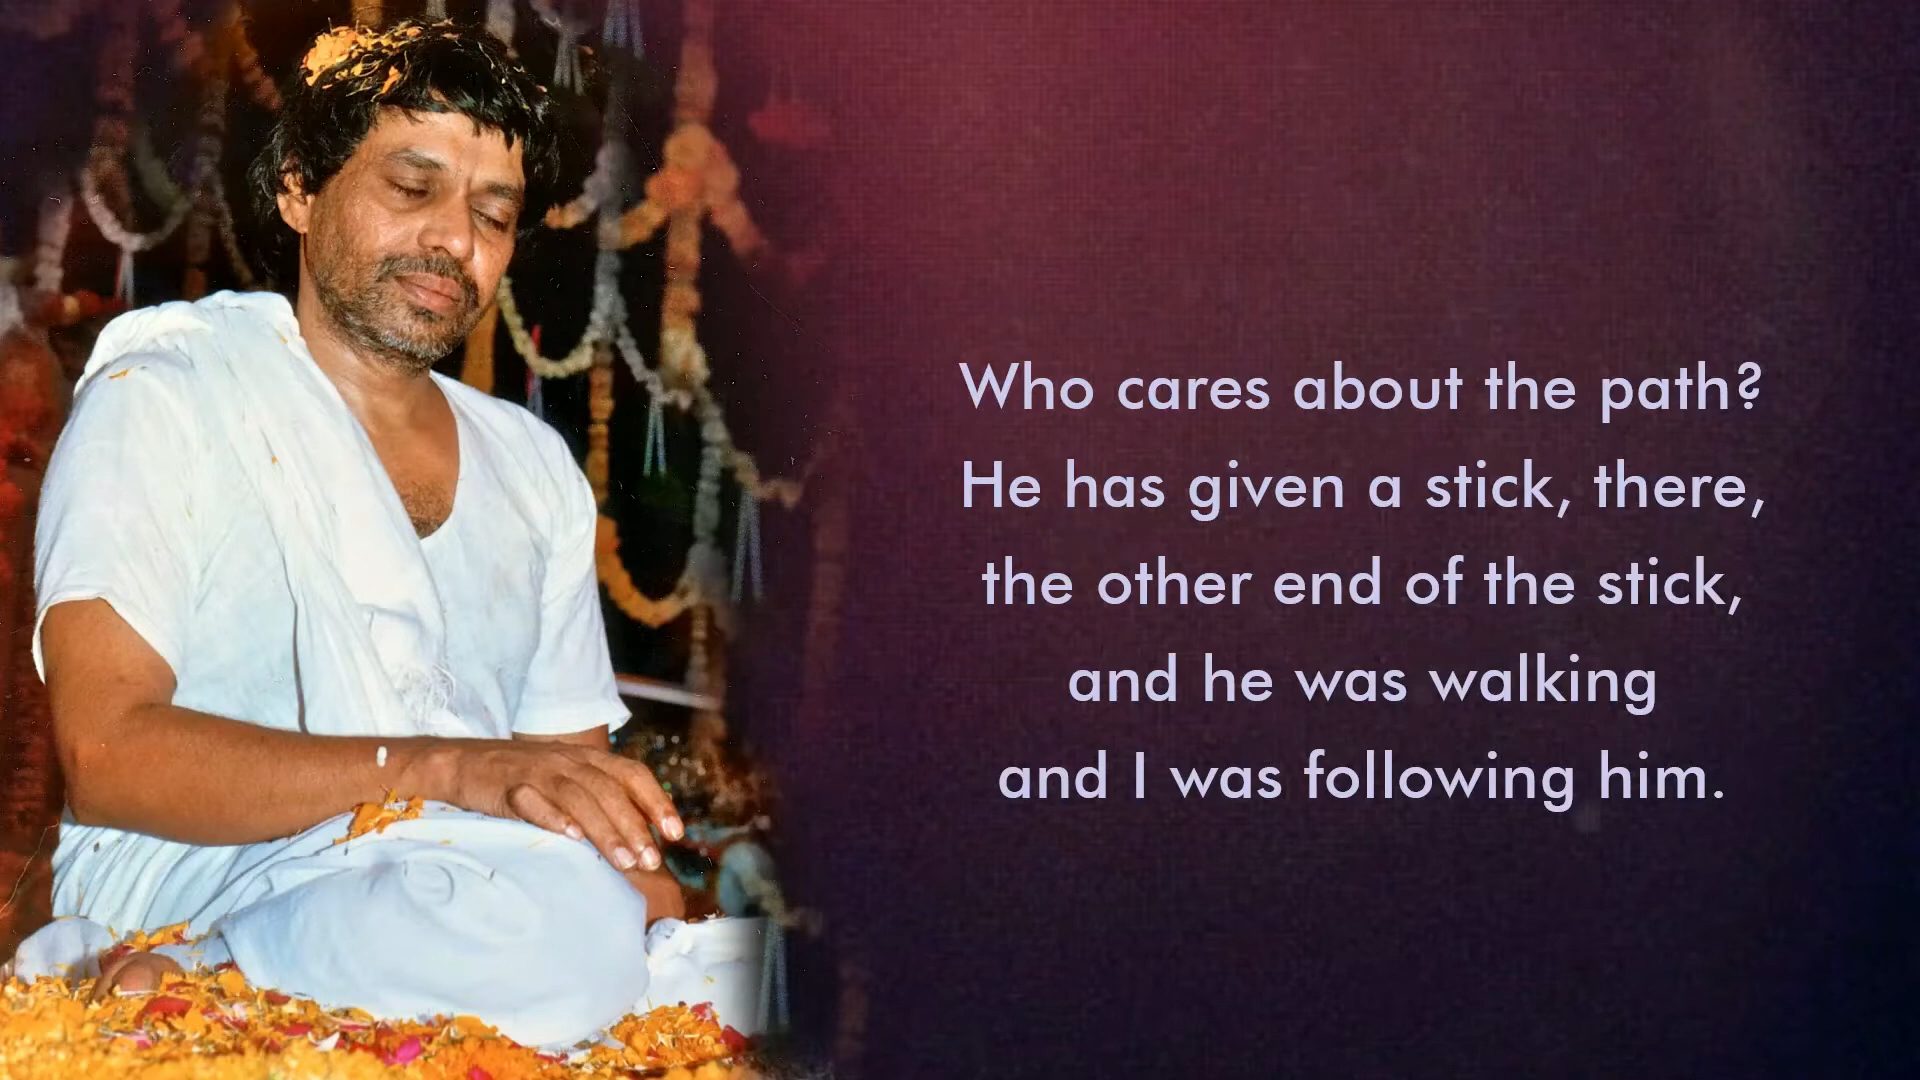 Who cares about the path?
He has given a stick, there,
the other end of the stick,
and he was walking
and I was following him.